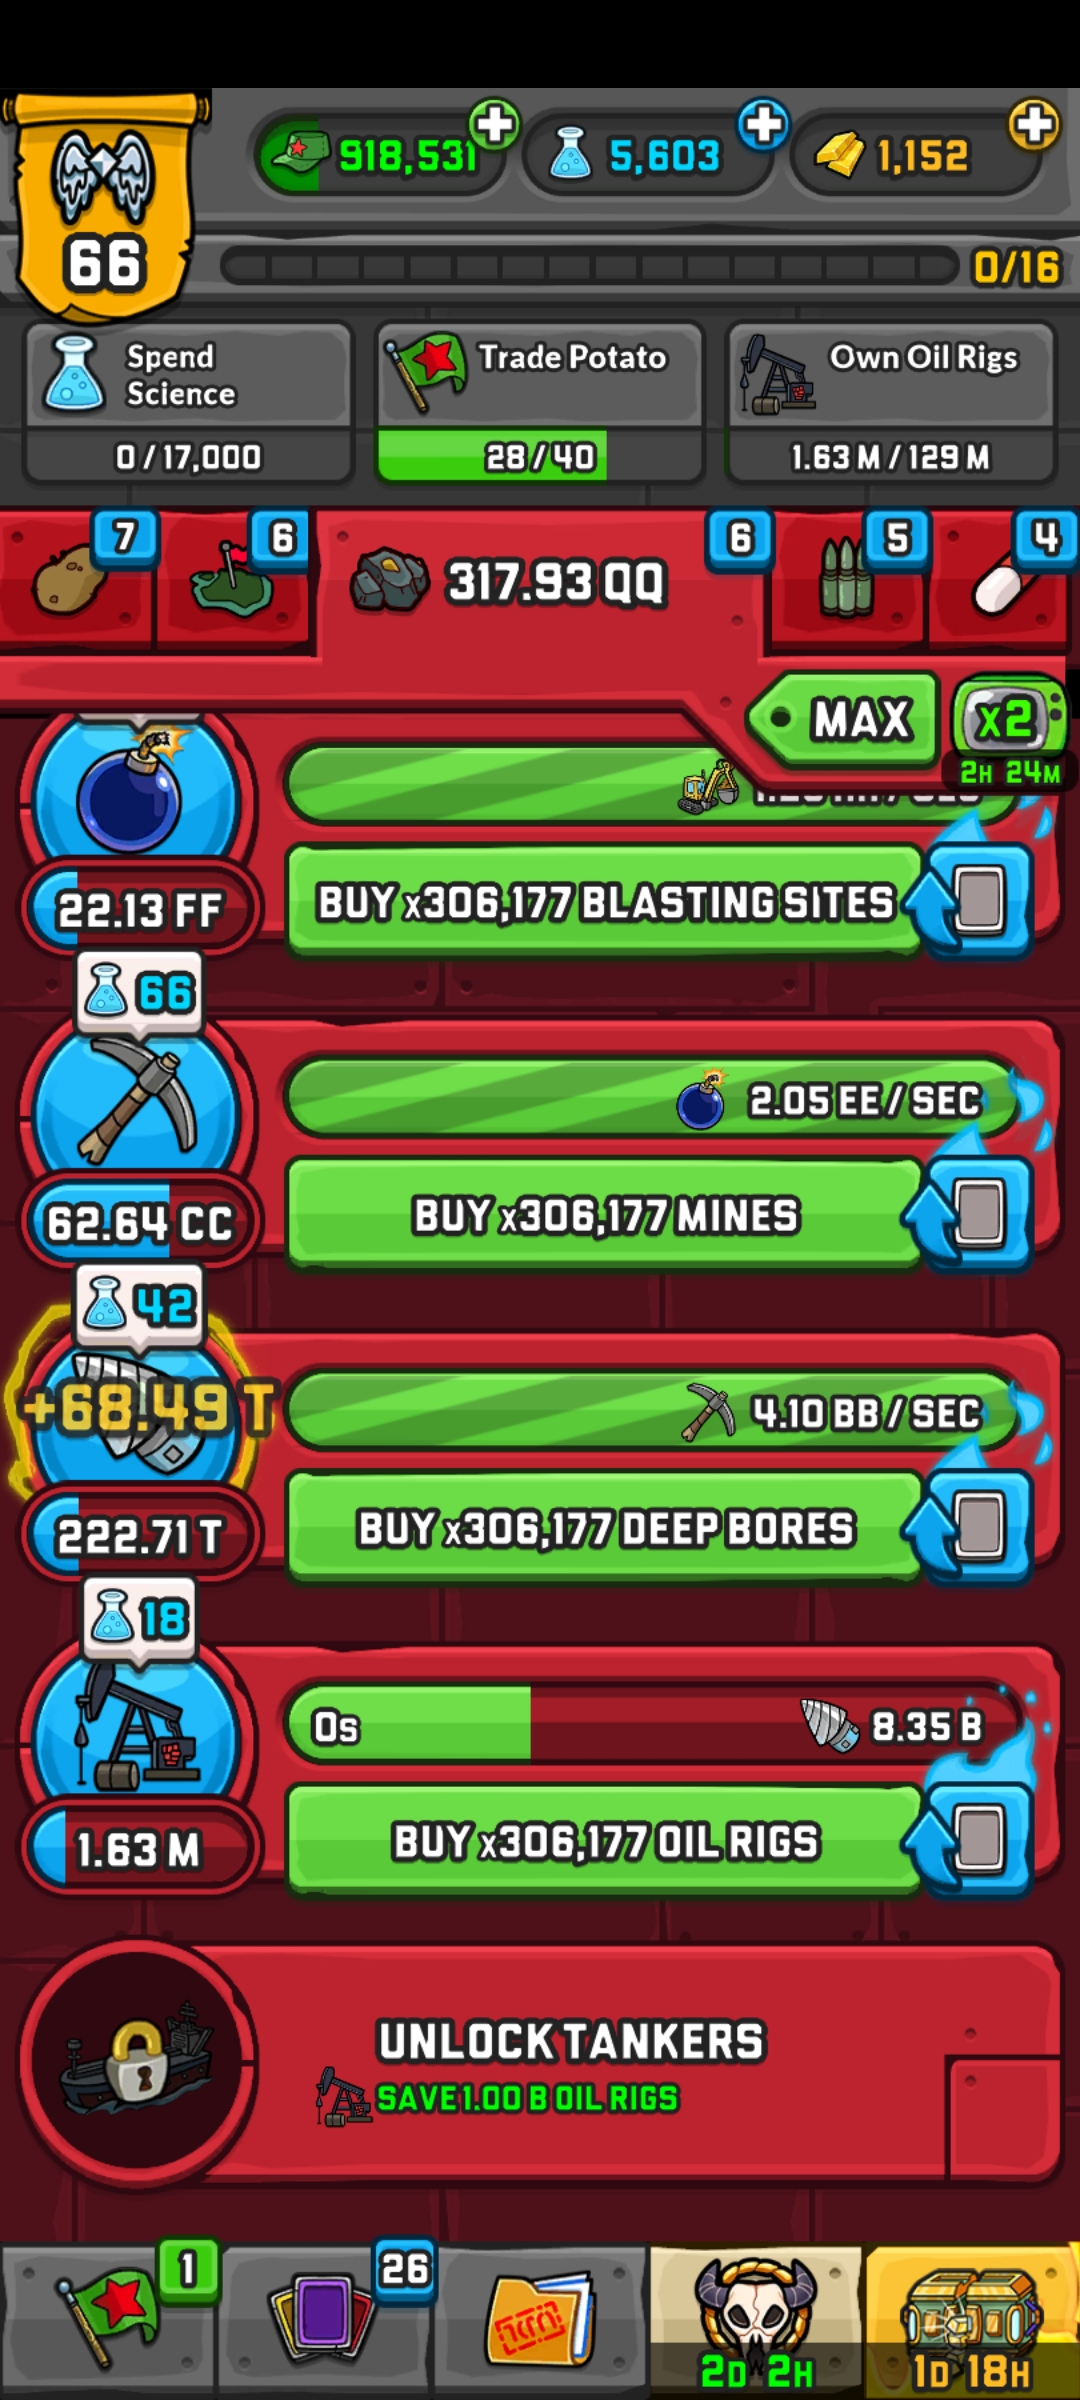 918,531
5,603
1,152
66
0/16
Spend
Science
0 / 17,000
Trade Potato
28 / 40
Own Oil Rigs
1.63 M / 129 M
7
6
317.93 QQ
6
5
4
MAX
x2
2H 24M
22.13 FF
BUY x306,177 BLASTING SITES
66
2.05 EE / SEC
62.64 CC
BUY x306,177 MINES
42
+68.49 T
4.10 BB / SEC
222.71 T
BUY x306,177 DEEP BORES
18
0s
8.35 B
1.63 M
BUY x306,177 OIL RIGS
UNLOCK TANKERS
SAVE 1.00 B OIL RIGS
1
26
2D 2H
1D 18H